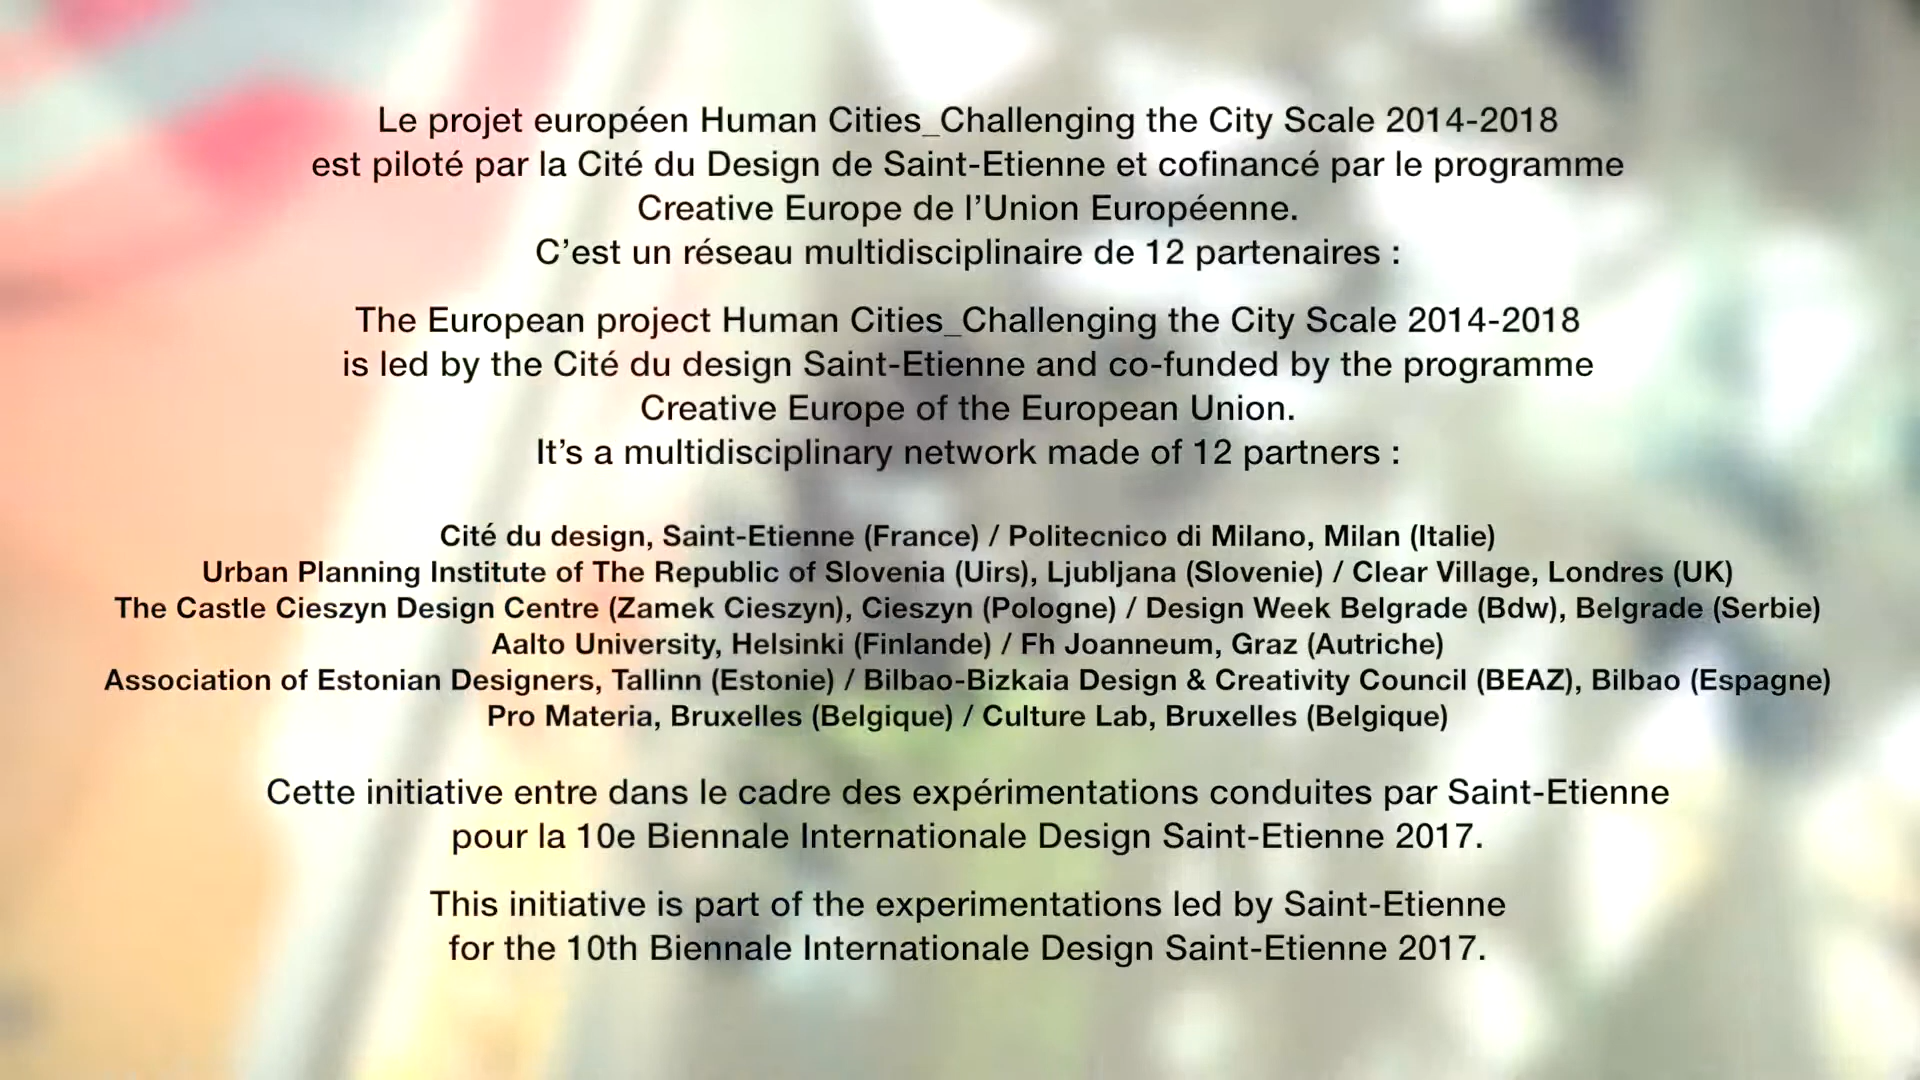 Le projet européen Human Cities_Challenging the City Scale 2014-2018
est piloté par la Cité du Design de Saint-Etienne et cofinancé par le programme
Creative Europe de l’Union Européenne.
C’est un réseau multidisciplinaire de 12 partenaires :
The European project Human Cities_Challenging the City Scale 2014-2018
is led by the Cité du design Saint-Etienne and co-funded by the programme
Creative Europe of the European Union.
It’s a multidisciplinary network made of 12 partners :
Cité du design, Saint-Etienne (France) / Politecnico di Milano, Milan (Italie)
Urban Planning Institute of The Republic of Slovenia (Uirs), Ljubljana (Slovenie) / Clear Village, Londres (UK)
The Castle Cieszyn Design Centre (Zamek Cieszyn), Cieszyn (Pologne) / Design Week Belgrade (Bdw), Belgrade (Serbie)
Aalto University, Helsinki (Finlande) / Fh Joanneum, Graz (Autriche)
Association of Estonian Designers, Tallinn (Estonie) / Bilbao-Bizkaia Design & Creativity Council (BEAZ), Bilbao (Espagne)
Pro Materia, Bruxelles (Belgique) / Culture Lab, Bruxelles (Belgique)
Cette initiative entre dans le cadre des expérimentations conduites par Saint-Etienne
pour la 10e Biennale Internationale Design Saint-Etienne 2017.
This initiative is part of the experimentations led by Saint-Etienne
for the 10th Biennale Internationale Design Saint-Etienne 2017.